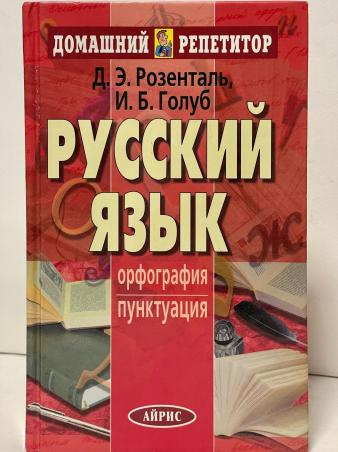 ДОМАШНИЙ РЕПЕТИТОР
Д. Э. Розенталь,
И. Б. Голуб
РУССКИЙ
ЯЗЫК
орфография
пунктуация
Ж
АЙРИС